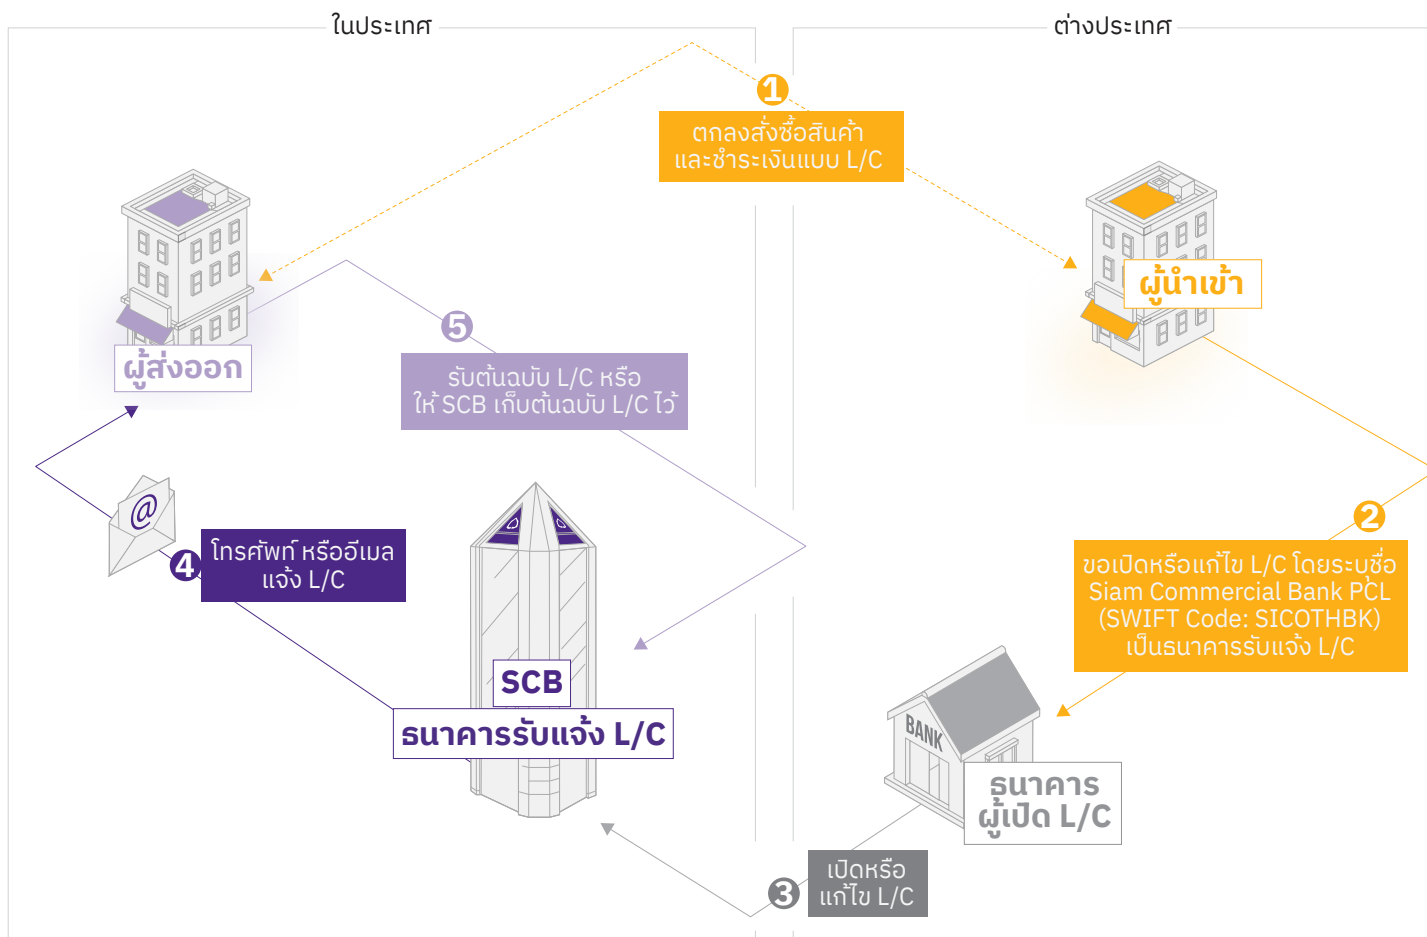 ในประเทศ
ต่างประเทศ
1
ตกลงสั่งซื้อสินค้า
และชำระเงินแบบ L/C
ผู้นำเข้า
5
ผู้ส่งออก
รับต้นฉบับ L/C หรือ
ให้ SCB เก็บต้นฉบับ L/C ไว้
@
2
4
โทรศัพท์ หรืออีเมล
แจ้ง L/C
ขอเปิดหรือแก้ไข L/C โดยระบุชื่อ
Siam Commercial Bank PCL
(SWIFT Code: SICOTHBK)
เป็นธนาคารรับแจ้ง L/C
SCB
ธนาคารรับแจ้ง L/C
BANK
ธนาคาร
ผู้เปิด L/C
3
เปิดหรือ
แก้ไข L/C